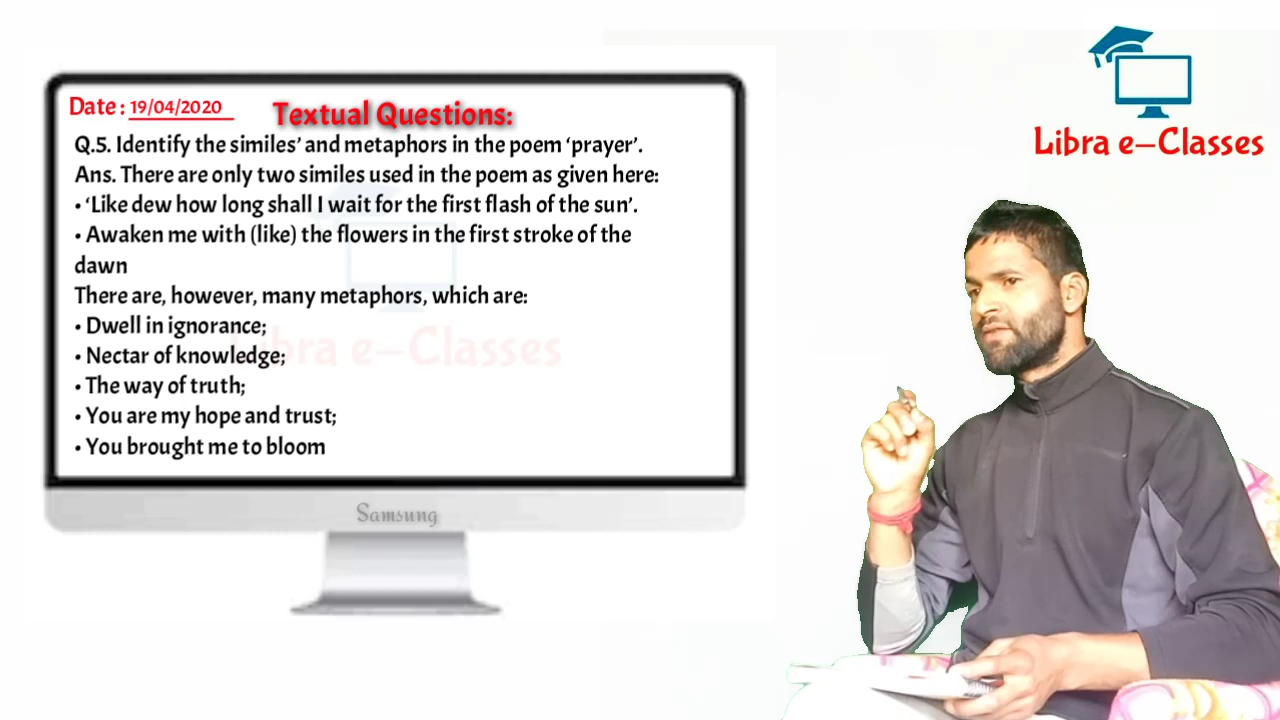 Date : 19/04/2020
Textual Questions:
Q.5. Identify the similes’ and metaphors in the poem ‘prayer’.
Ans. There are only two similes used in the poem as given here:
• ‘Like dew how long shall I wait for the first flash of the sun’.
• Awaken me with (like) the flowers in the first stroke of the
dawn
There are, however, many metaphors, which are:
• Dwell in ignorance;
• Nectar of knowledge;
• The way of truth;
• You are my hope and trust;
• You brought me to bloom
Libra e-Classes
Samsung
Libra e-Classes